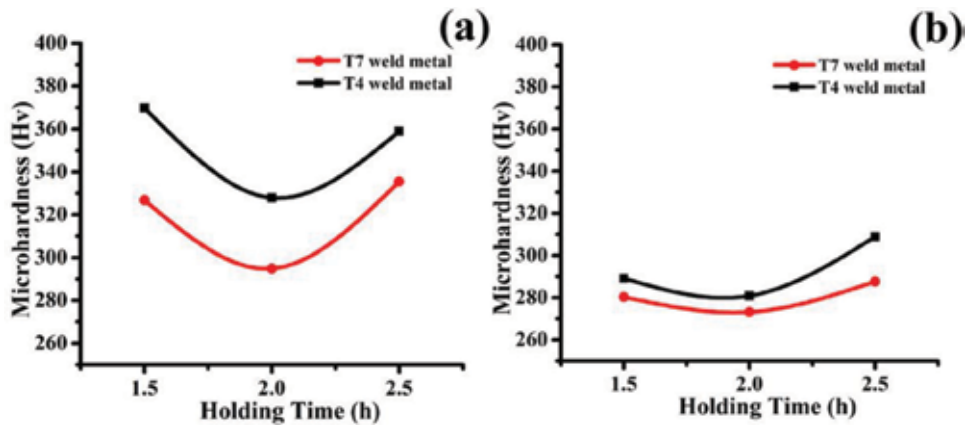 (a)
T7 weld metal
T4 weld metal
400
380
360
340
320
300
280
260
Microhardness (Hv)
1.5 2.0 2.5
Holding Time (h)
(b)
T7 weld metal
T4 weld metal
400
380
360
340
320
300
280
260
Microhardness (Hv)
1.5 2.0 2.5
Holding Time (h)